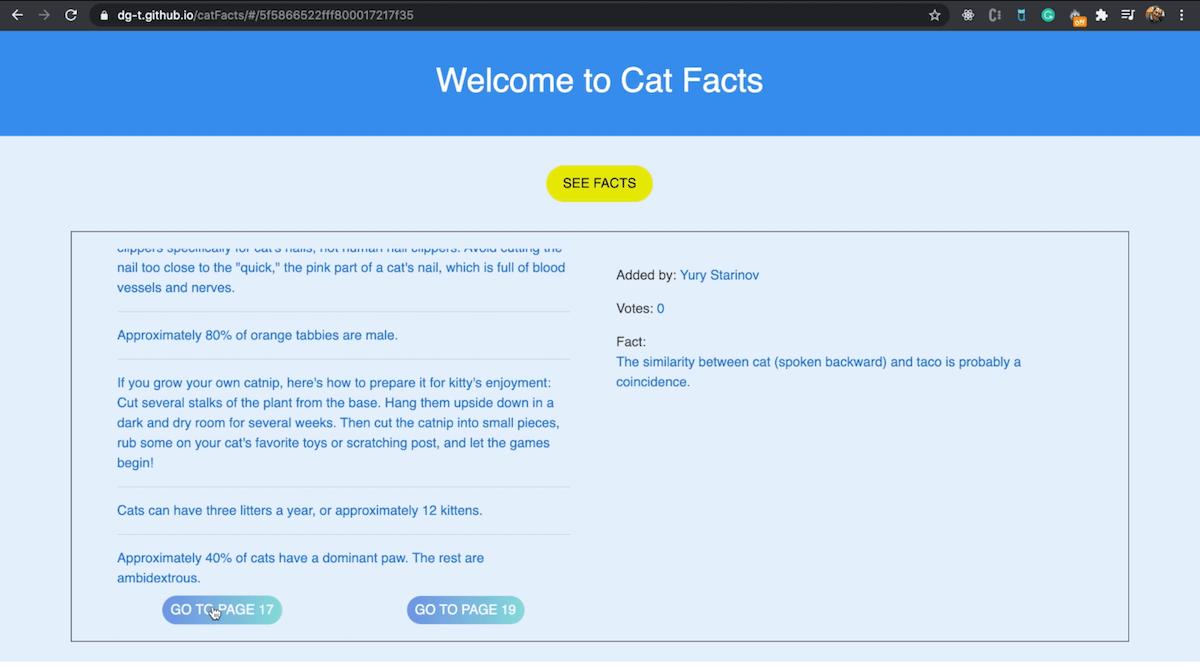 dg-t.github.io/catFacts/#/5f5866522fff800017217f35
off
Welcome to Cat Facts
SEE FACTS
clippers specifically for cat's nails, not human nail clippers. Avoid cutting the
nail too close to the "quick," the pink part of a cat's nail, which is full of blood
vessels and nerves.
Approximately 80% of orange tabbies are male.
If you grow your own catnip, here's how to prepare it for kitty's enjoyment:
Cut several stalks of the plant from the base. Hang them upside down in a
dark and dry room for several weeks. Then cut the catnip into small pieces,
rub some on your cat's favorite toys or scratching post, and let the games
begin!
Cats can have three litters a year, or approximately 12 kittens.
Approximately 40% of cats have a dominant paw. The rest are
ambidextrous.
GO TO PAGE 17
GO TO PAGE 19
Added by: Yury Starinov
Votes: 0
Fact:
The similarity between cat (spoken backward) and taco is probably a
coincidence.